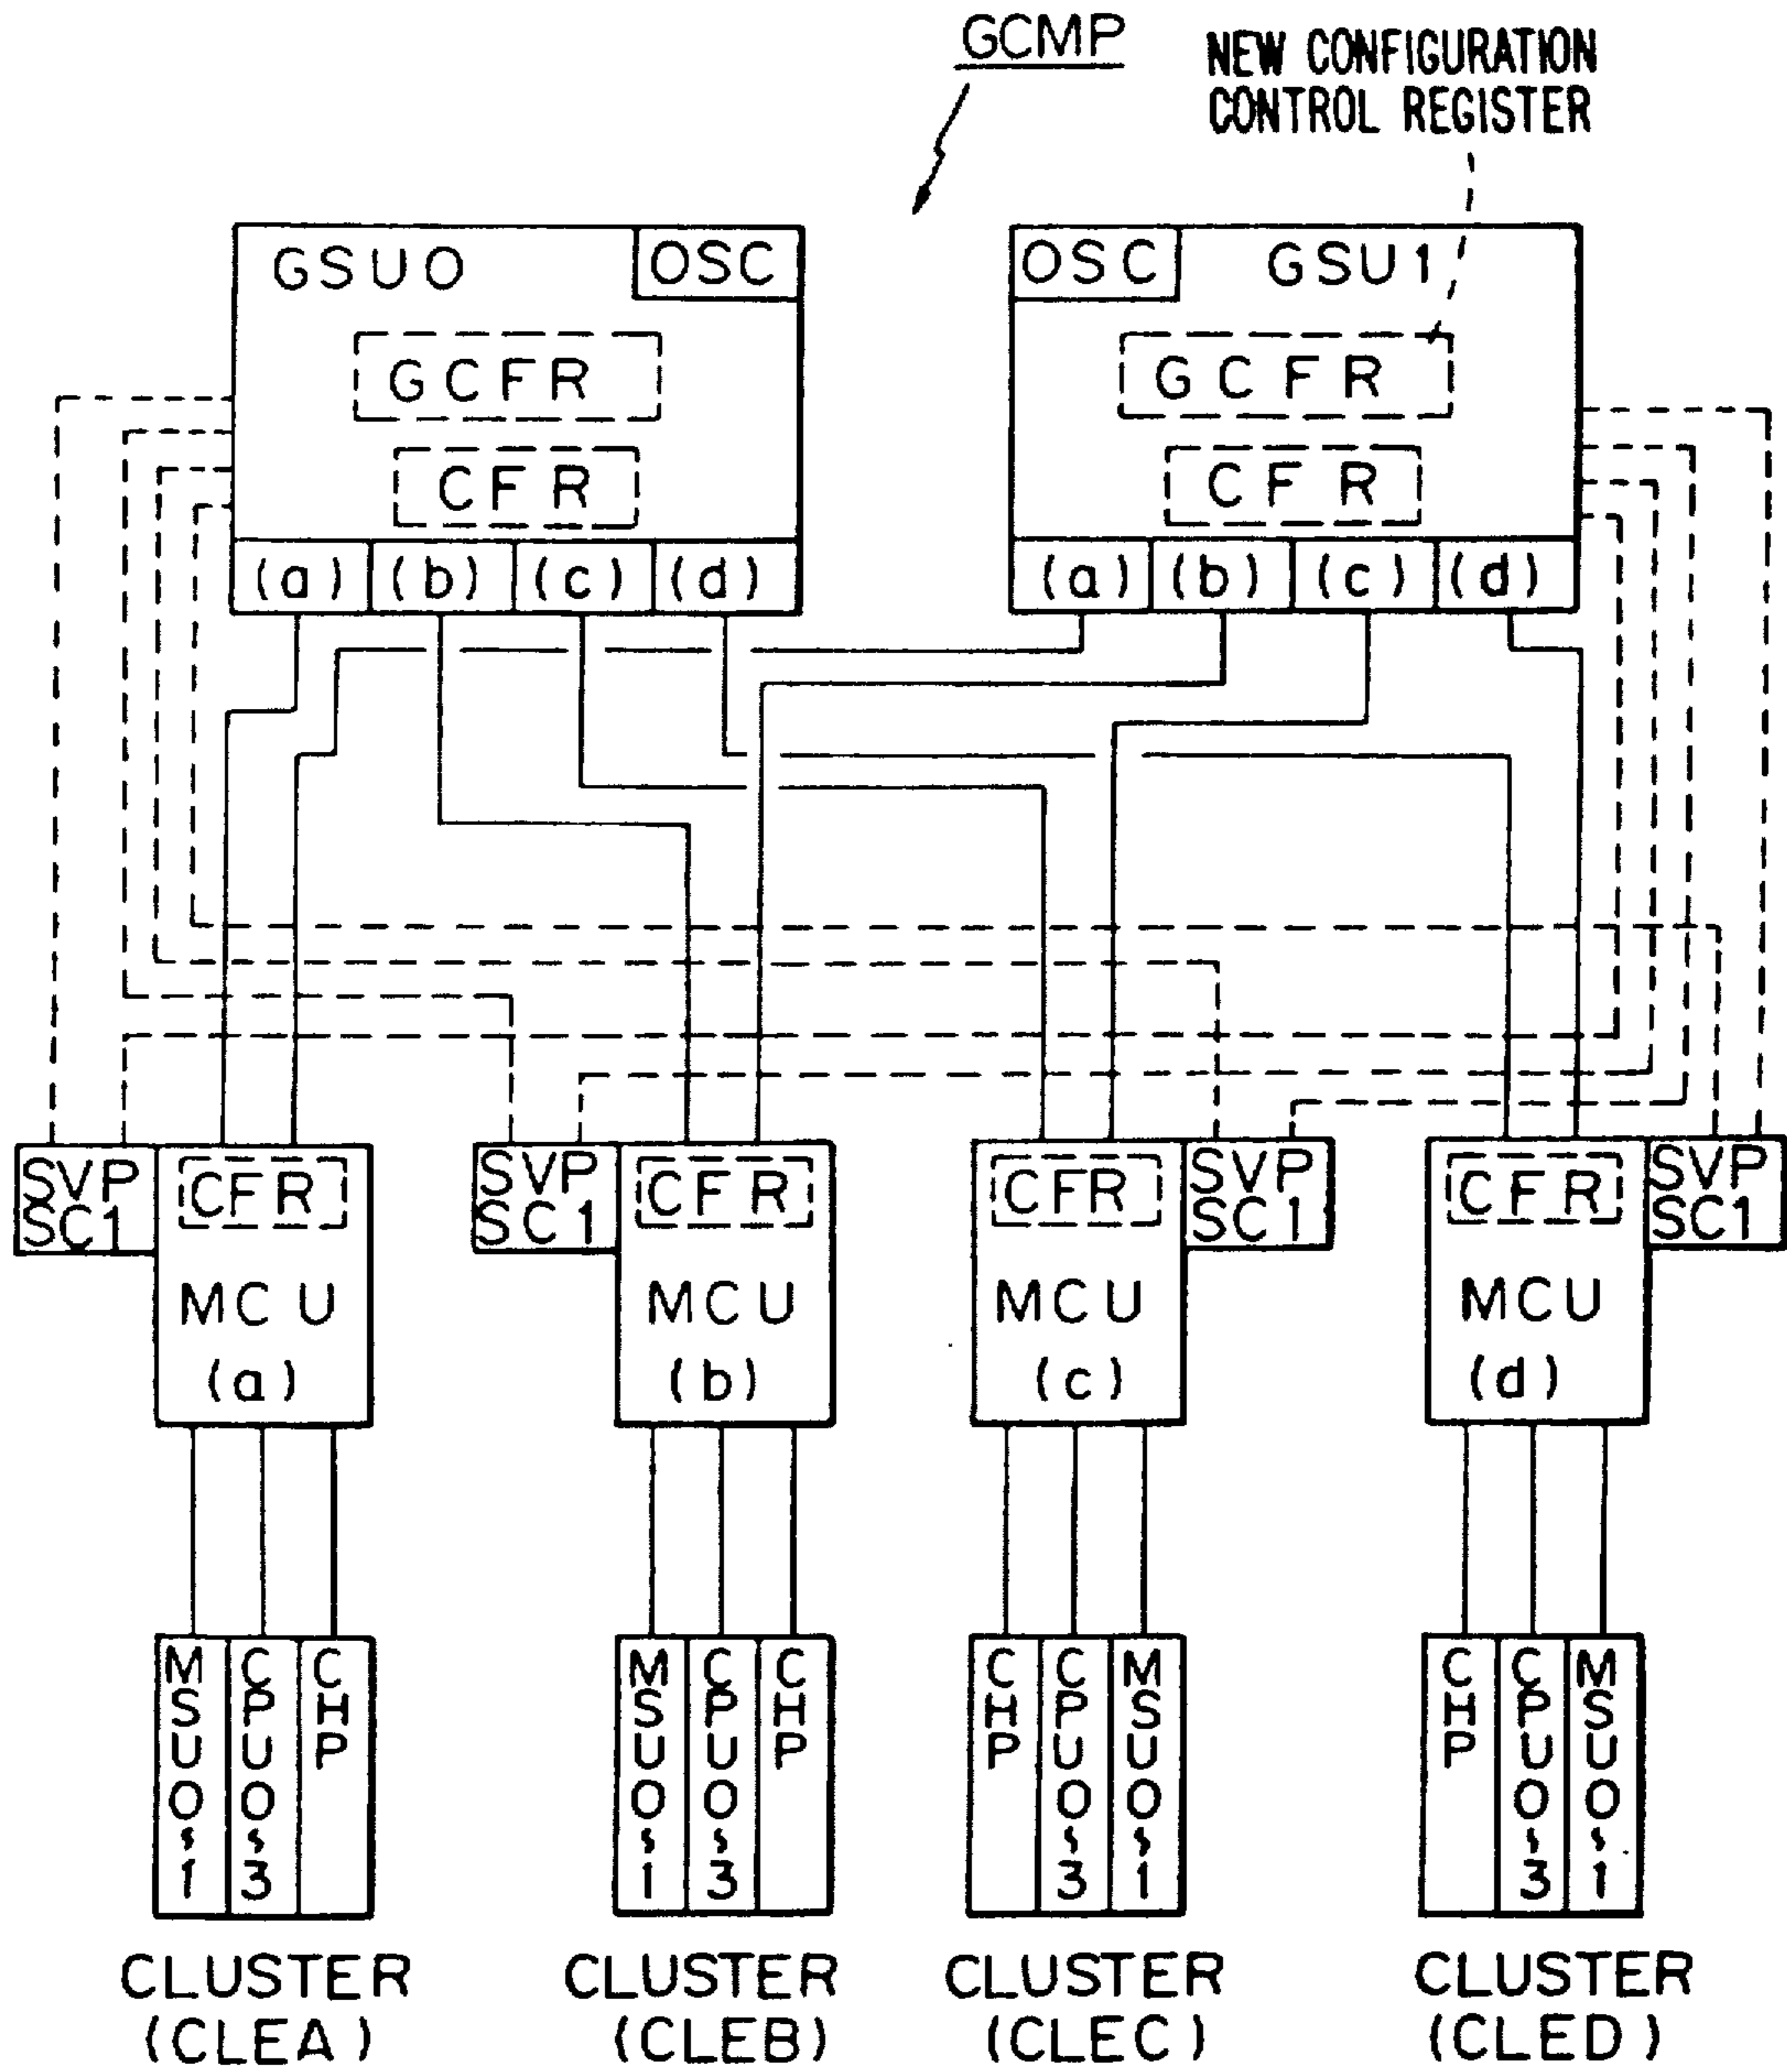 GCMP
NEW CONFIGURATION
CONTROL REGISTER
GSU0 OSC
OSC GSU1
GCFR
GCFR
CFR
CFR
(a) (b) (c) (d)
(a) (b) (c) (d)
SVP
SC1
CFR
MCU
(a)
SVP
SC1
CFR
MCU
(b)
CFR
SVP
SC1
MCU
(c)
CFR
SVP
SC1
MCU
(d)
MSU0~1
CPU0~3
CHP
MSU0~1
CPU0~3
CHP
CHP
CPU0~3
MSU0~1
CHP
CPU0~3
MSU0~1
CLUSTER
(CLEA)
CLUSTER
(CLEB)
CLUSTER
(CLEC)
CLUSTER
(CLED)